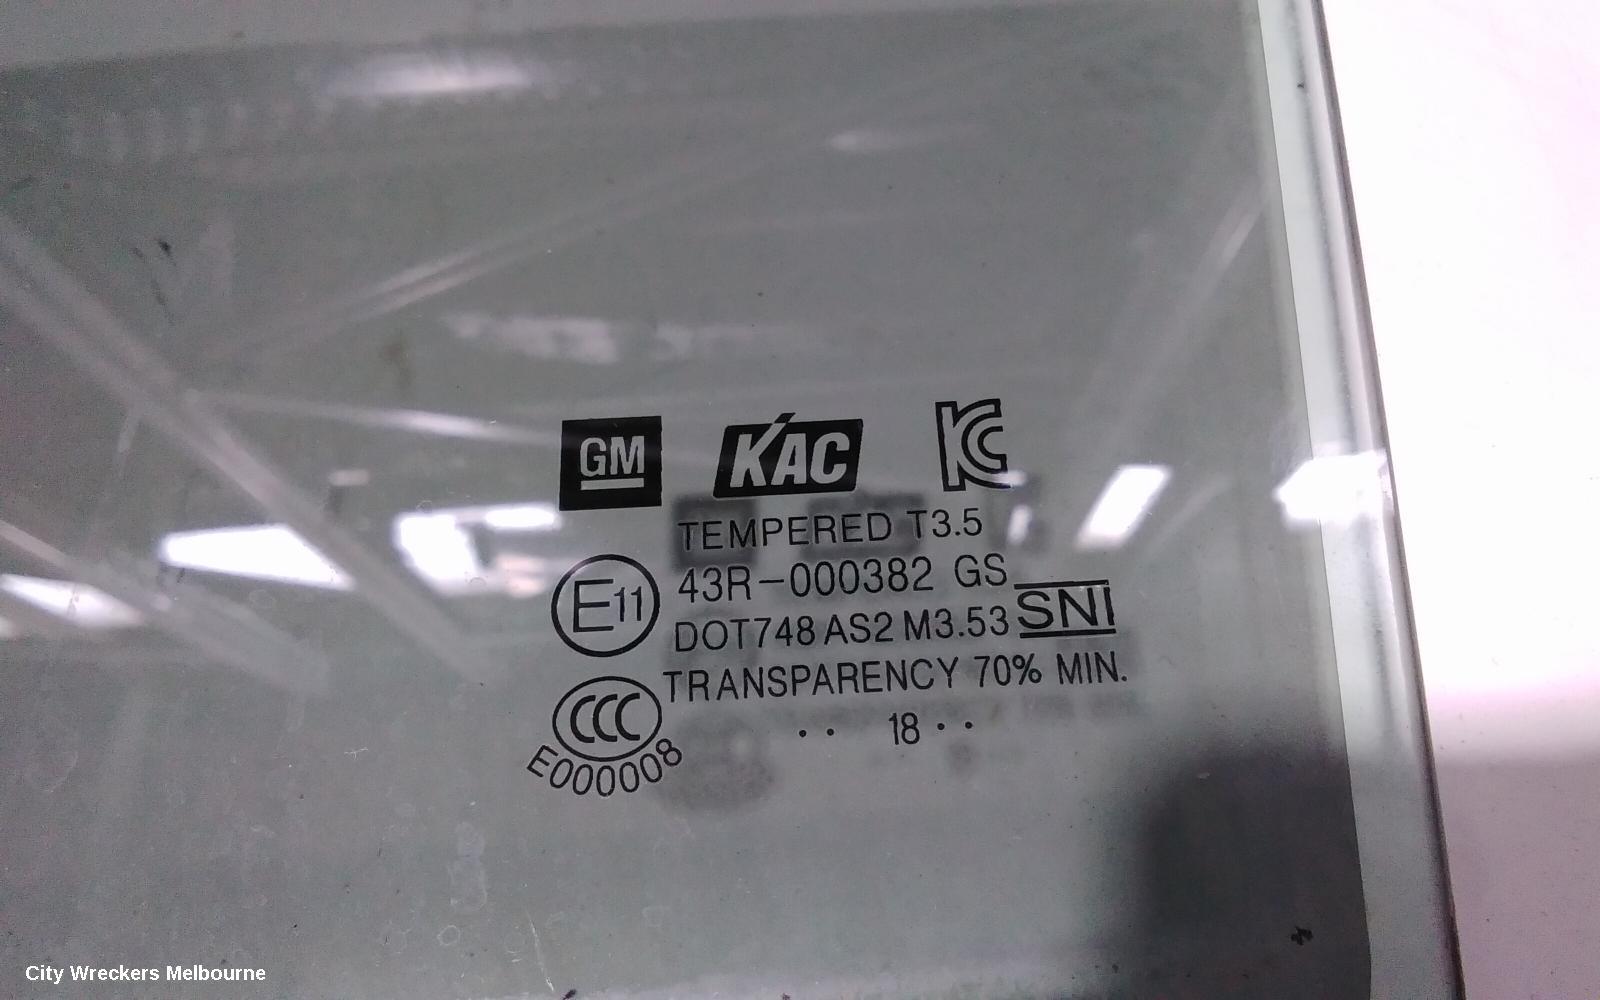 GM KAC KC
TEMPERED T3.5
E11 43R-000382 GS
DOT748 AS2 M3.53 SNI
TRANSPARENCY 70% MIN.
CCC
E000008
·· 18 ··
City Wreckers Melbourne